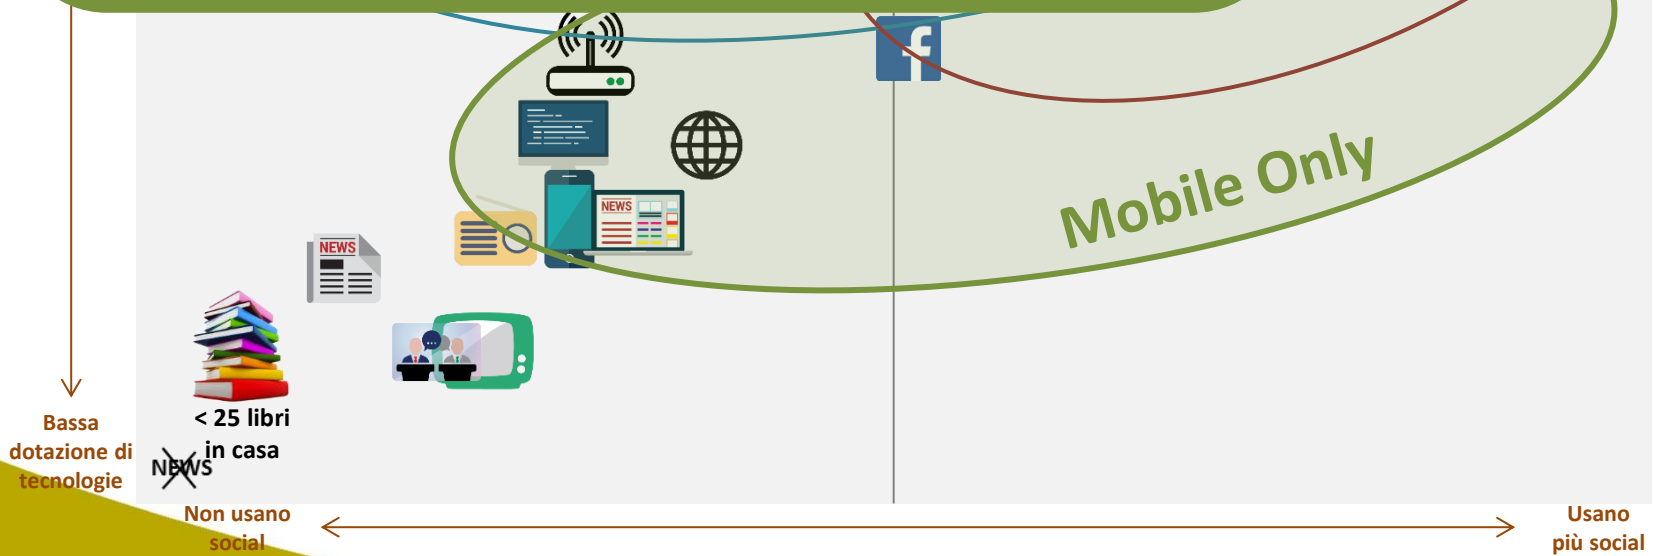 Mobile Only
NEWS
NEWS
< 25 libri
in casa
NEWS
Bassa
dotazione di
tecnologie
Non usano
social
Usano
più social